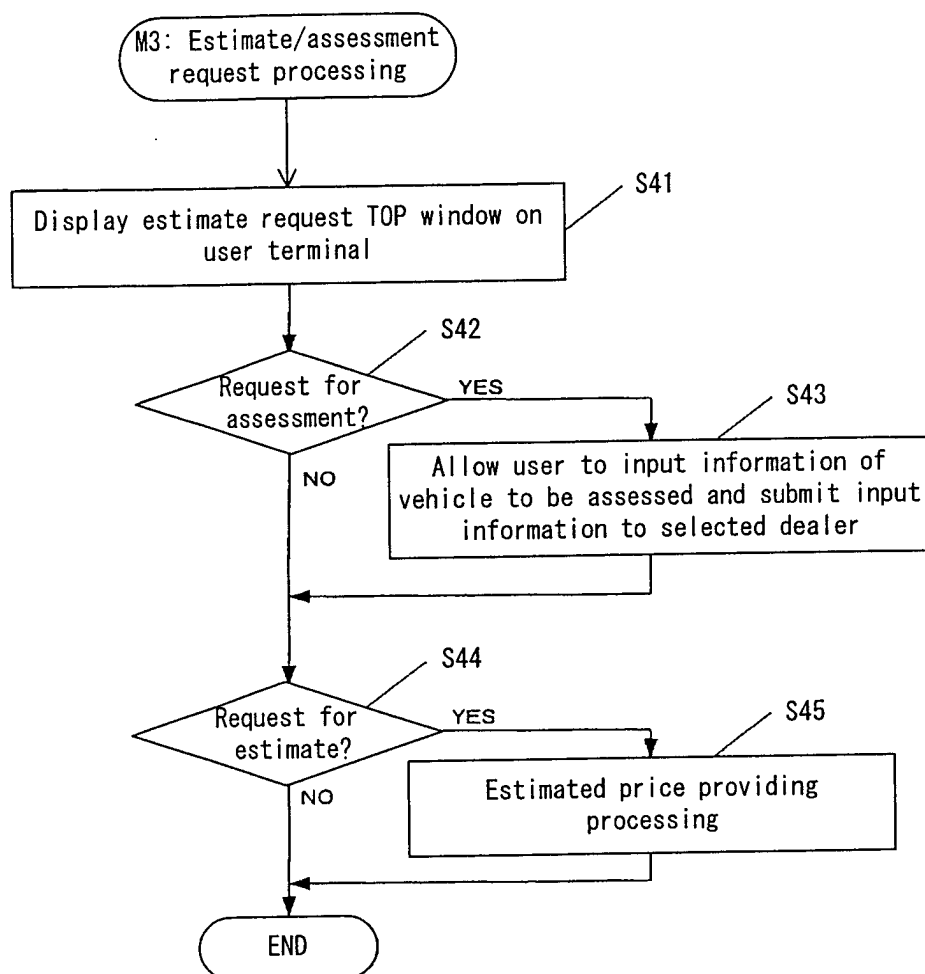 M3: Estimate/assessment
request processing
S41
Display estimate request TOP window on
user terminal
S42
Request for
assessment?
YES
NO
S43
Allow user to input information of
vehicle to be assessed and submit input
information to selected dealer
S44
Request for
estimate?
YES
NO
S45
Estimated price providing
processing
END